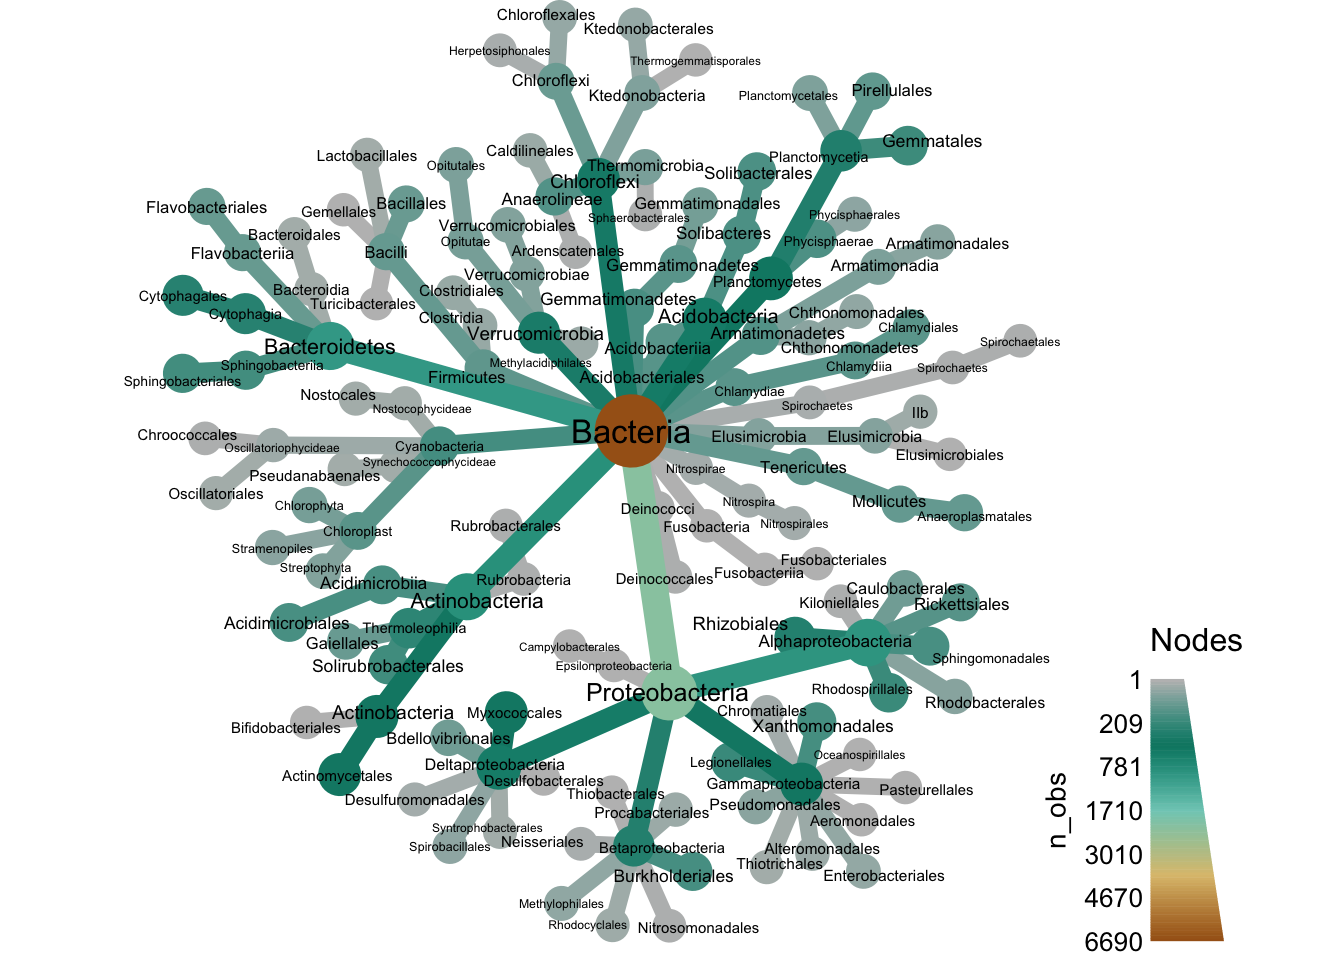 Chloroflexales
Ktedonobacterales
Herpetosiphonales
Thermogemmatisporales
Chloroflexi
Ktedonobacteria
Planctomycetales
Pirellulales
Gemmatales
Planctomycetia
Lactobacillales
Opitutales
Caldilineales
Thermomicrobia
Solibacterales
Chloroflexi
Anaerolineae
Gemmatimonadales
Flavobacteriales
Gemellales
Bacillales
Sphaerobacterales
Phycisphaerales
Verrucomicrobiales
Solibacteres
Bacteroidales
Opitutae
Phycisphaerae
Armatimonadales
Flavobacteriia
Bacilli
Ardenscatenales
Gemmatimonadetes
Armatimonadia
Verrucomicrobiae
Planctomycetes
Bacteroidia
Clostridiales
Cytophagales
Turicibacterales
Gemmatimonadetes
Cytophagia
Clostridia
Acidobacteria
Chthonomonadales
Chlamydiales
Verrucomicrobia
Armatimonadetes
Spirochaetales
Bacteroidetes
Acidobacteriia
Chthonomonadetes
Methylacidiphilales
Sphingobacteriia
Chlamydiia
Spirochaetes
Sphingobacteriales
Firmicutes
Acidobacteriales
Chlamydiae
Nostocales
Nostocophycideae
Spirochaetes
Chroococcales
Bacteria
Elusimicrobia
Elusimicrobia
IIb
Oscillatoriophycideae
Cyanobacteria
Elusimicrobiales
Synechococcophycideae
Nitrospirae
Tenericutes
Pseudanabaenales
Oscillatoriales
Chlorophyta
Nitrospira
Mollicutes
Deinococci
Anaeroplasmatales
Chloroplast
Rubrobacterales
Fusobacteria
Nitrospirales
Stramenopiles
Streptophyta
Fusobacteriales
Acidimicrobiia
Rubrobacteria
Deinococcales
Fusobacteriia
Caulobacterales
Actinobacteria
Kiloniellales
Rickettsiales
Acidimicrobiales
Thermoleophilia
Rhizobiales
Gaiellales
Alphaproteobacteria
Campylobacterales
Solirubrobacterales
Epsilonproteobacteria
Sphingomonadales
Nodes
Proteobacteria
Rhodospirillales
Rhodobacterales
1
Actinobacteria
Myxococcales
Chromatiales
Bifidobacteriales
Xanthomonadales
209
Bdellovibrionales
Oceanospirillales
Deltaproteobacteria
Legionellales
781
Actinomycetales
Desulfobacterales
Gammaproteobacteria
Pasteurellales
Desulfuromonadales
Thiobacterales
Pseudomonadales
n_obs
Procabacteriales
Aeromonadales
1710
Syntrophobacterales
Spirobacillales
Neisseriales
Betaproteobacteria
Alteromonadales
3010
Thiotrichales
Burkholderiales
Enterobacteriales
Methylophilales
4670
Rhodocyclales
Nitrosomonadales
6690